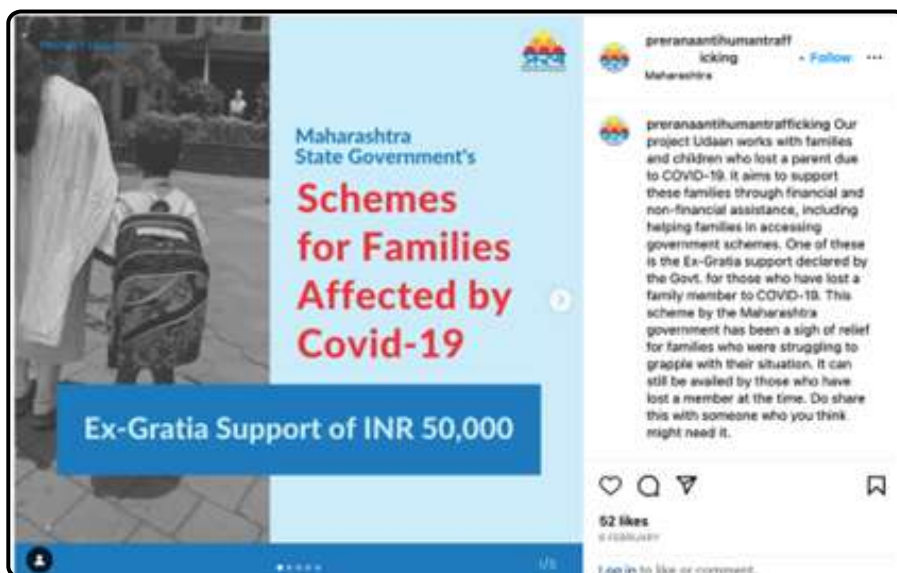 प्रेरणा
Maharashtra
State Government's
Schemes
for Families
Affected by
Covid-19
Ex-Gratia Support of INR 50,000
1/5
preranaantihumantraff
icking
• Follow
Maharashtra
preranaantihumantrafficking Our
project Udaan works with families
and children who lost a parent due
to COVID-19. It aims to support
these families through financial and
non-financial assistance, including
helping families in accessing
government schemes. One of these
is the Ex-Gratia support declared by
the Govt. for those who have lost a
family member to COVID-19. This
scheme by the Maharashtra
government has been a sigh of relief
for families who were struggling to
grapple with their situation. It can
still be availed by those who have
lost a member at the time. Do share
this with someone who you think
might need it.
52 likes
FEBRUARY
Log in to like or comment.